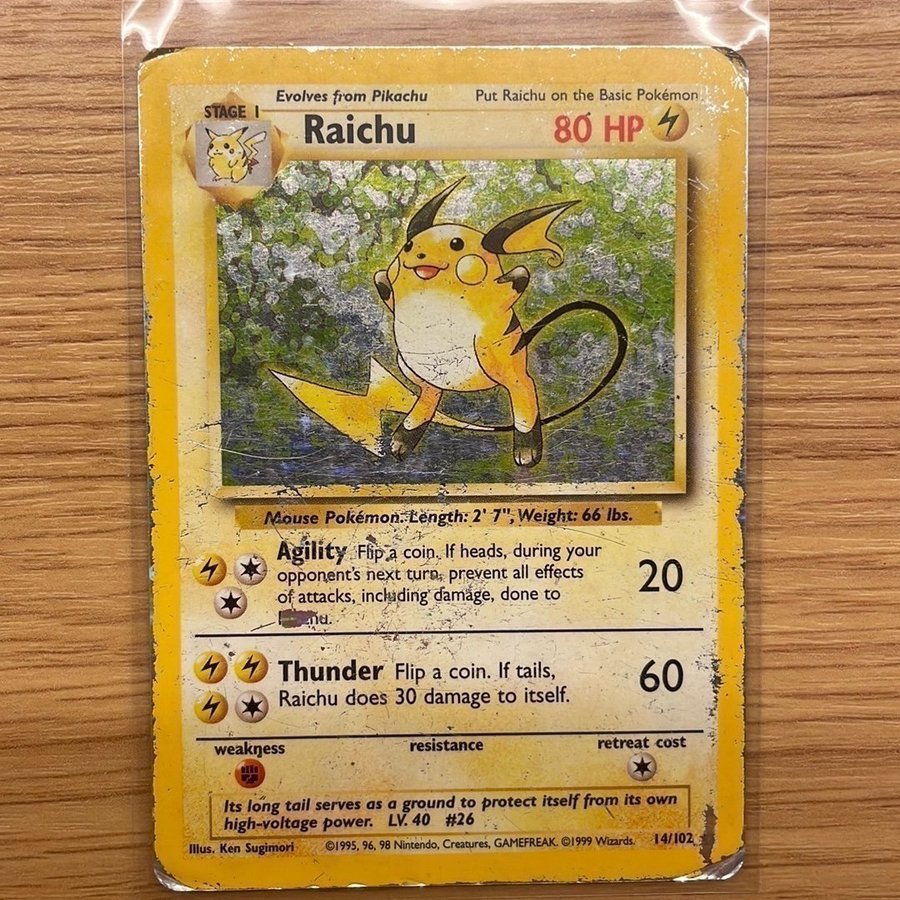 Evolves from Pikachu
Put Raichu on the Basic Pokémon
STAGE 1
Raichu
80 HP
Mouse Pokémon. Length: 2' 7", Weight: 66 lbs.
Agility Flip a coin. If heads, during your
opponent's next turn, prevent all effects
of attacks, including damage, done to
20
Thunder Flip a coin. If tails,
Raichu does 30 damage to itself.
60
weakness
resistance
retreat cost
Its long tail serves as a ground to protect itself from its own
high-voltage power. LV. 40 #26
Illus. Ken Sugimori
©1995, 96, 98 Nintendo, Creatures, GAMEFREAK. ©1999 Wizards.
14/102